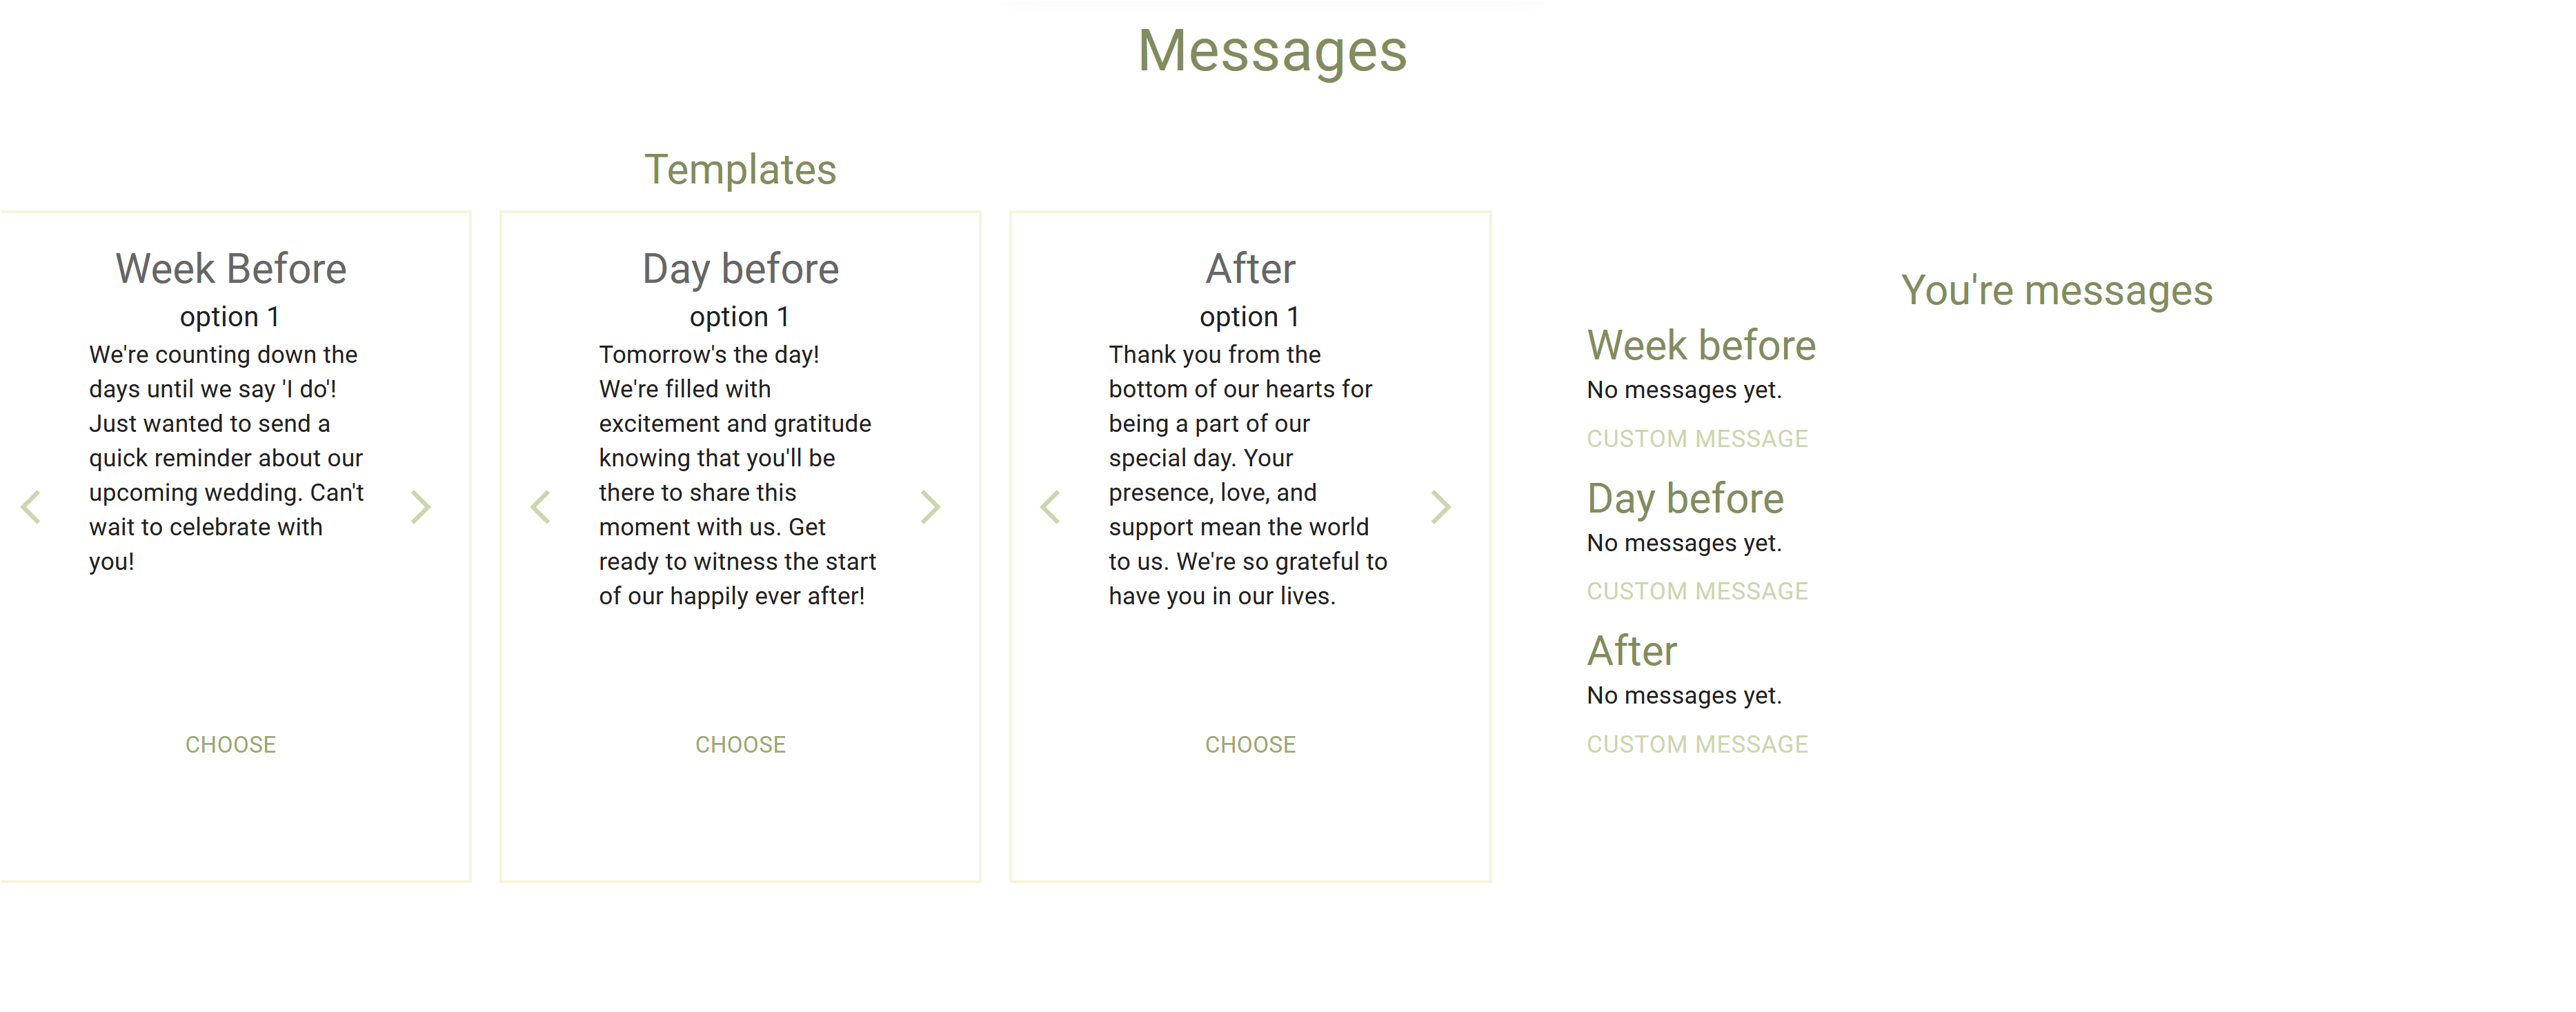 Messages
Templates
Week Before
option 1
We're counting down the
days until we say 'I do'!
Just wanted to send a
quick reminder about our
upcoming wedding. Can't
wait to celebrate with
you!
CHOOSE
Day before
option 1
Tomorrow's the day!
We're filled with
excitement and gratitude
knowing that you'll be
there to share this
moment with us. Get
ready to witness the start
of our happily ever after!
CHOOSE
After
option 1
Thank you from the
bottom of our hearts for
being a part of our
special day. Your
presence, love, and
support mean the world
to us. We're so grateful to
have you in our lives.
CHOOSE
You're messages
Week before
No messages yet.
CUSTOM MESSAGE
Day before
No messages yet.
CUSTOM MESSAGE
After
No messages yet.
CUSTOM MESSAGE